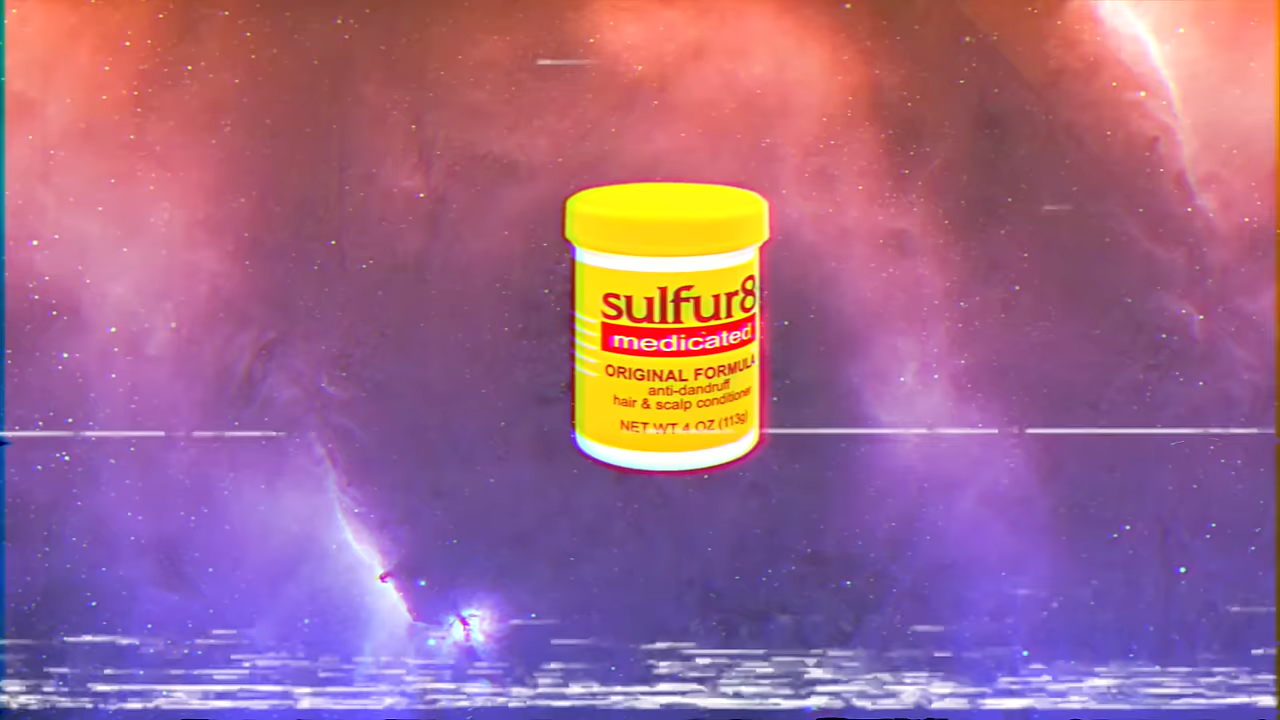 sulfur8
medicated
ORIGINAL FORMULA
anti-dandruff
hair & scalp conditioner
NET WT 4 OZ (113g)